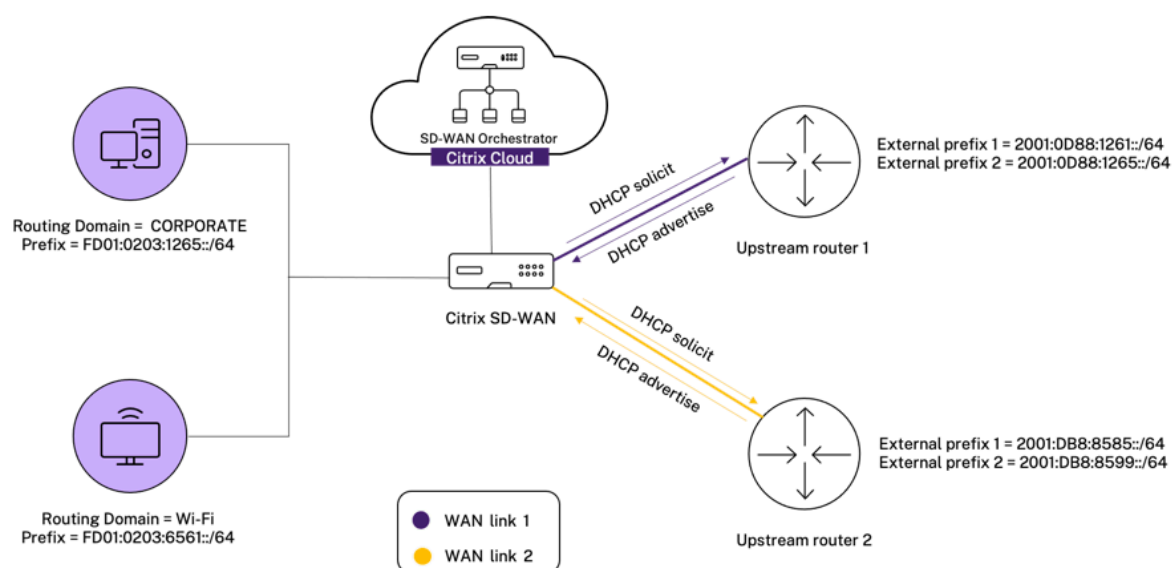 SD-WAN Orchestrator
Citrix Cloud
Routing Domain = CORPORATE
Prefix = FD01:0203:1265::/64
DHCP solicit
DHCP advertise
External prefix 1 = 2001:0D88:1261::/64
External prefix 2 = 2001:0D88:1265::/64
Upstream router 1
Citrix SD-WAN
DHCP solicit
DHCP advertise
External prefix 1 = 2001:DB8:8585::/64
External prefix 2 = 2001:DB8:8599::/64
Upstream router 2
Routing Domain = Wi-Fi
Prefix = FD01:0203:6561::/64
WAN link 1
WAN link 2